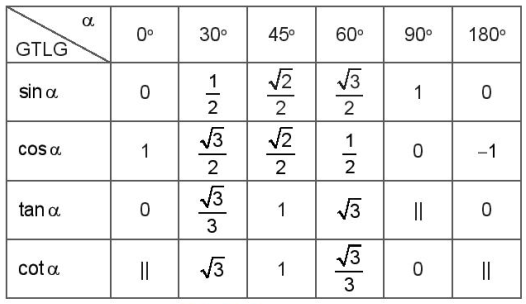 α
GTLG 0° 30° 45° 60° 90° 180°
sin α 0 1/2 √2/2 √3/2 1 0
cos α 1 √3/2 √2/2 1/2 0 −1
tan α 0 √3/3 1 √3 || 0
cot α || √3 1 √3/3 0 ||